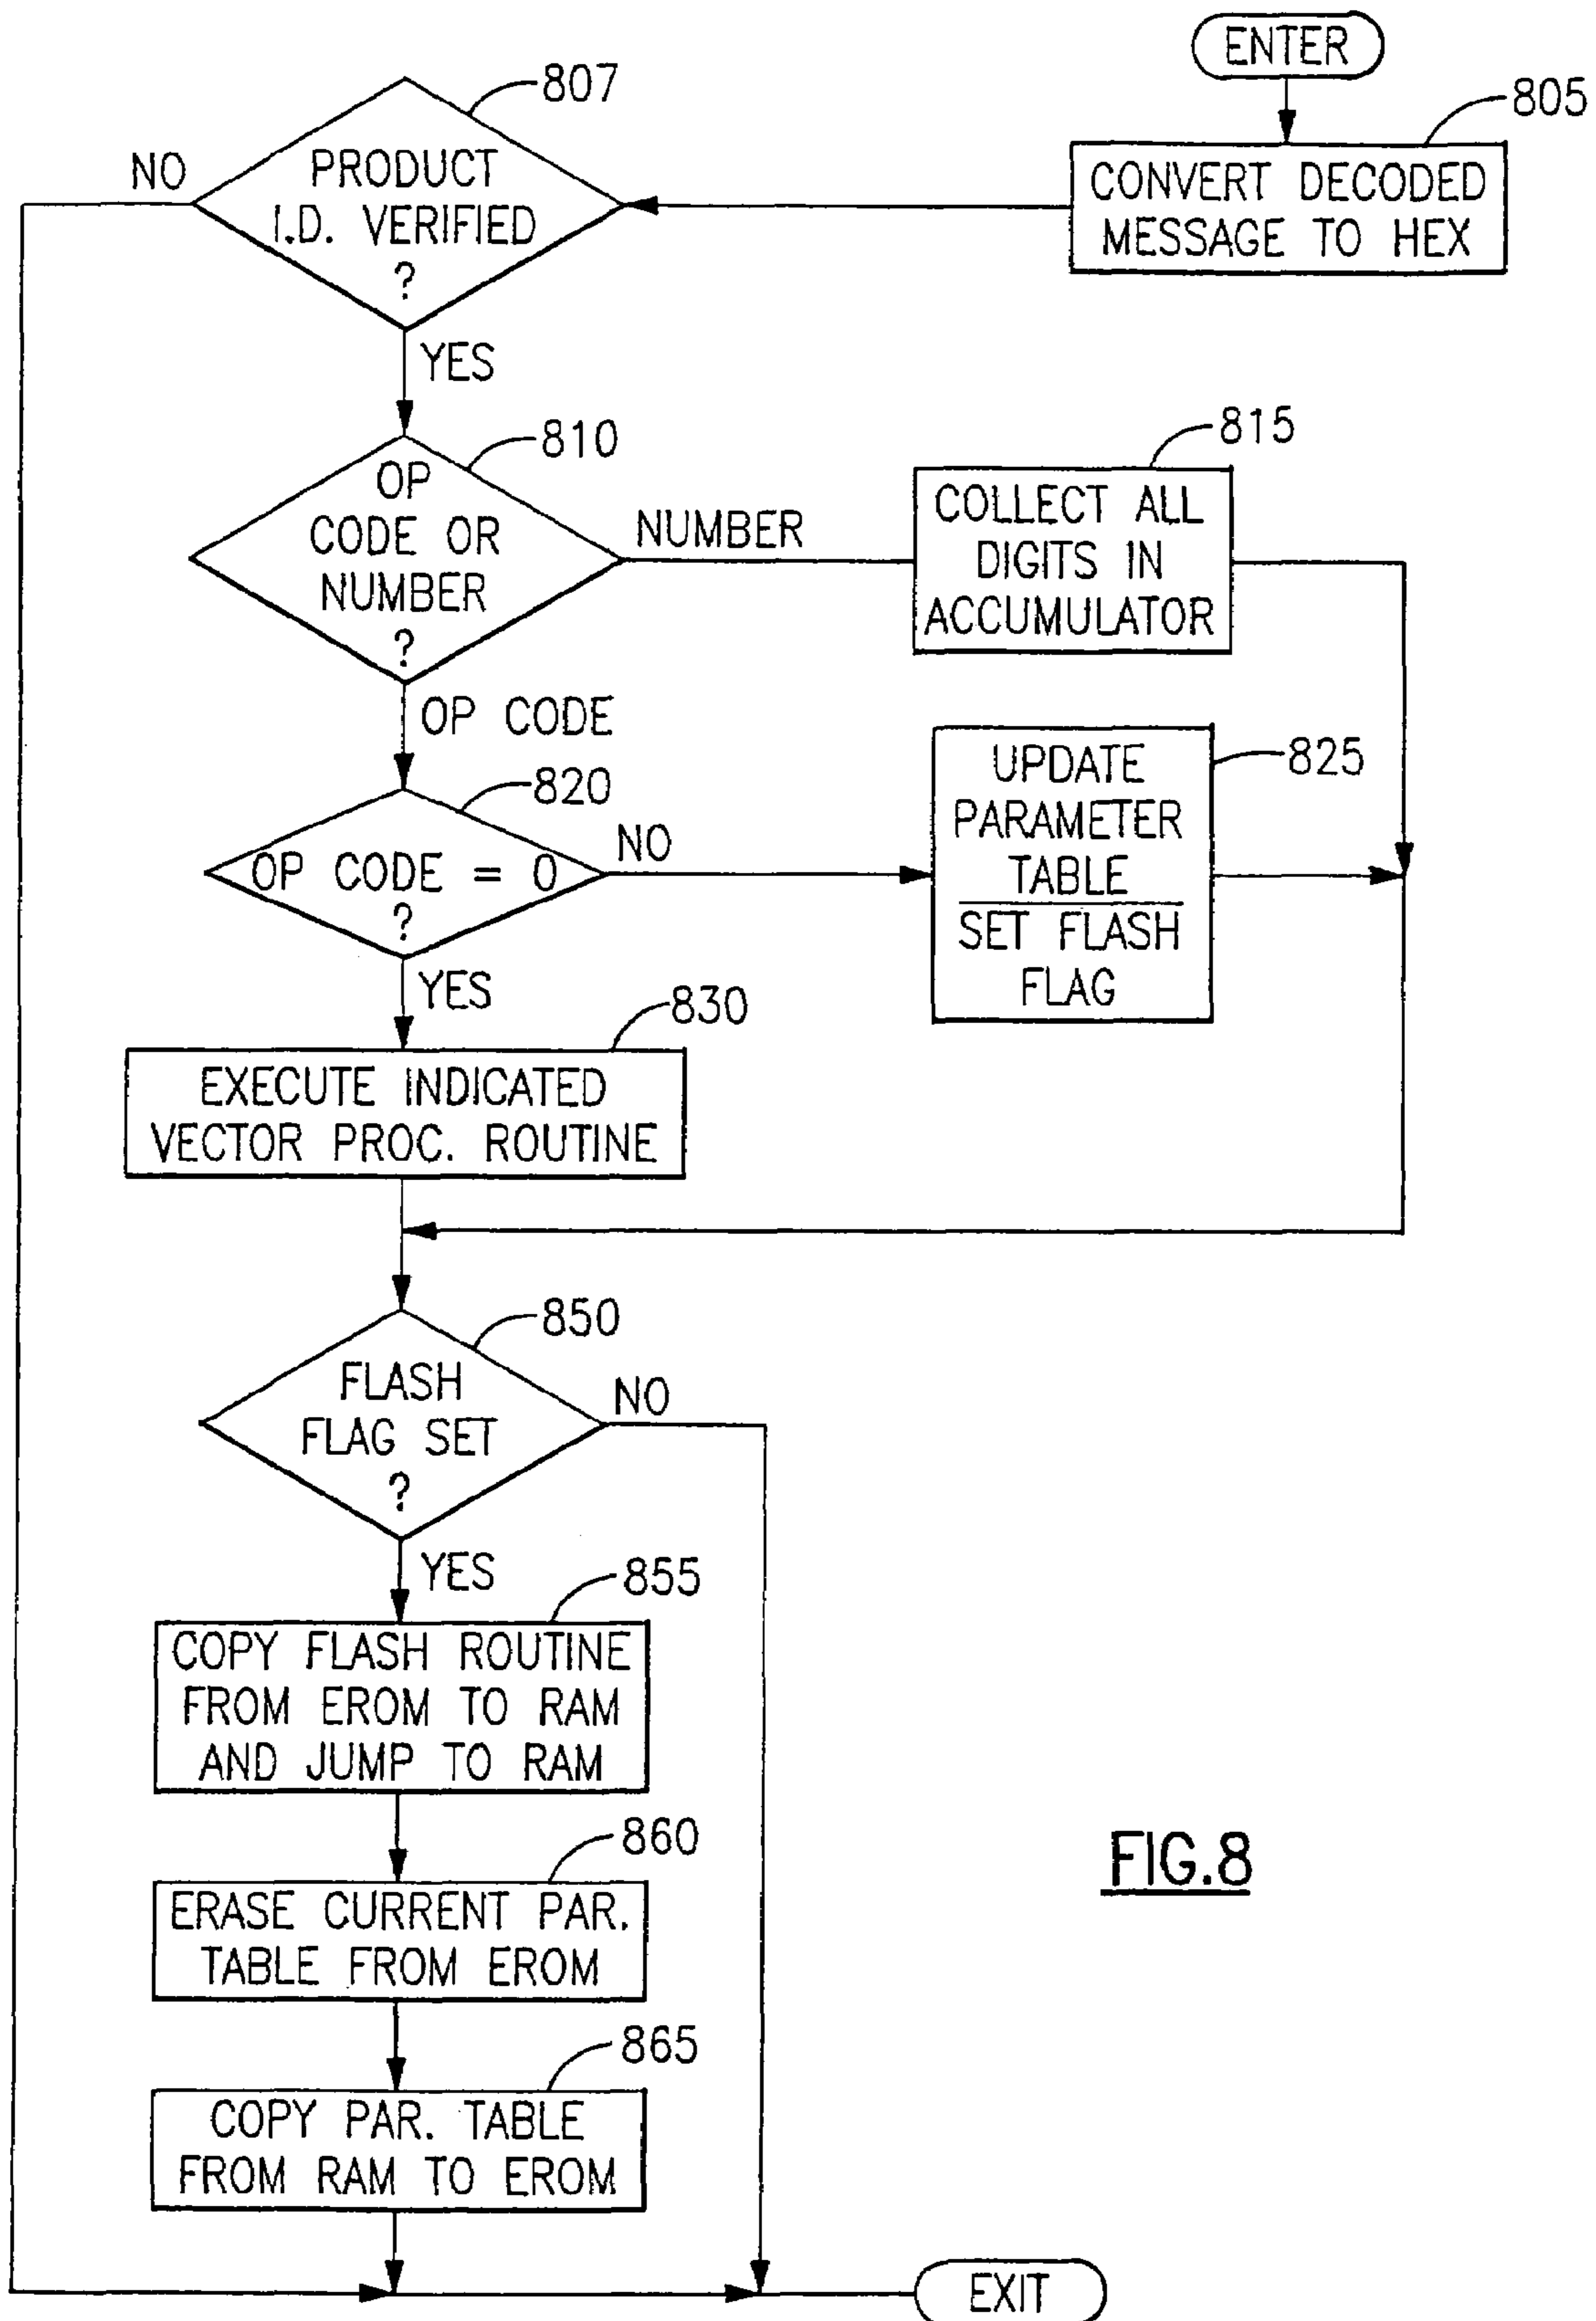 ENTER
805
CONVERT DECODED
MESSAGE TO HEX
807
PRODUCT
I.D. VERIFIED
?
NO
YES
810
OP
CODE OR
NUMBER
?
NUMBER
815
COLLECT ALL
DIGITS IN
ACCUMULATOR
OP CODE
820
OP CODE = 0
?
NO
825
UPDATE
PARAMETER
TABLE
SET FLASH
FLAG
YES
830
EXECUTE INDICATED
VECTOR PROC. ROUTINE
850
FLASH
FLAG SET
?
NO
YES
855
COPY FLASH ROUTINE
FROM EROM TO RAM
AND JUMP TO RAM
860
ERASE CURRENT PAR.
TABLE FROM EROM
865
COPY PAR. TABLE
FROM RAM TO EROM
EXIT
FIG.8